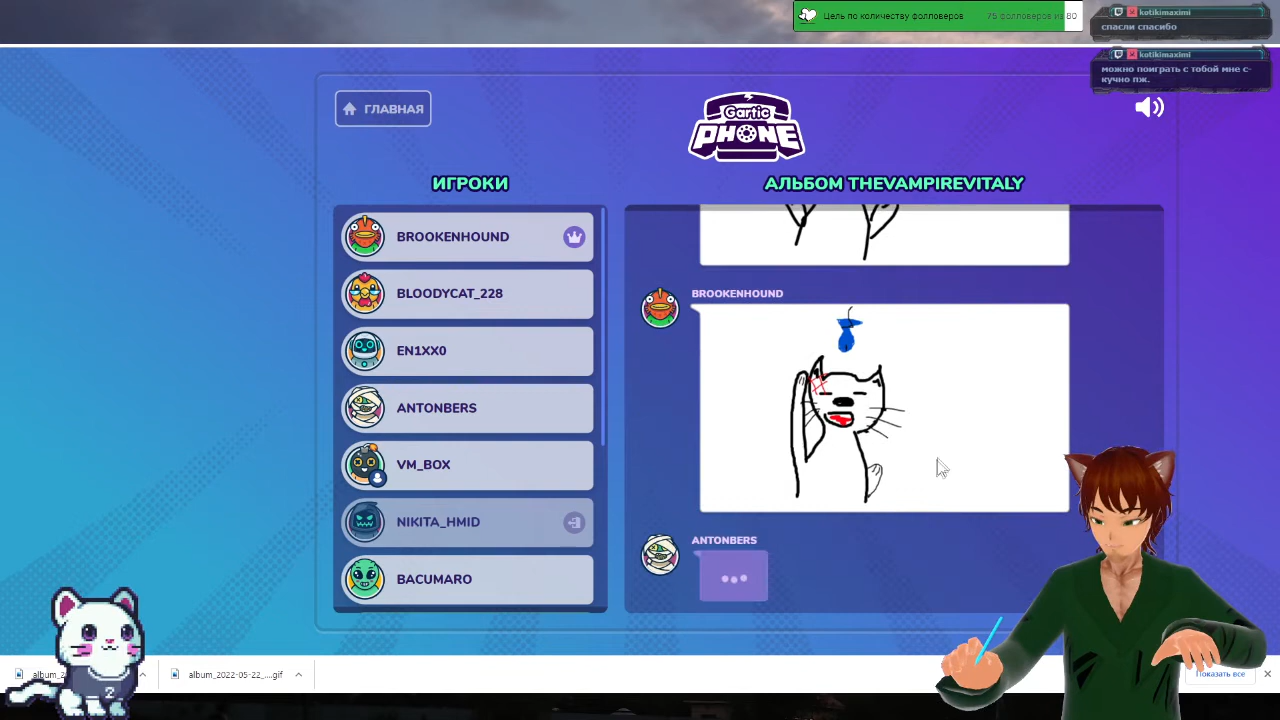 Цель по количеству фолловеров 75 фолловеров из 80
kotikimaximi
спасли спасибо
kotikimaximi
можно поиграть с тобой мне с-
кучно пж.
ГЛАВНАЯ
Gartic
PHONE
ИГРОКИ
АЛЬБОМ THEVAMPIREVITALY
BROOKENHOUND
BLOODYCAT_228
EN1XX0
ANTONBERS
VM_BOX
NIKITA_HMID
BACUMARO
BROOKENHOUND
ANTONBERS
album_2022-05-22_....gif
Показать все
2